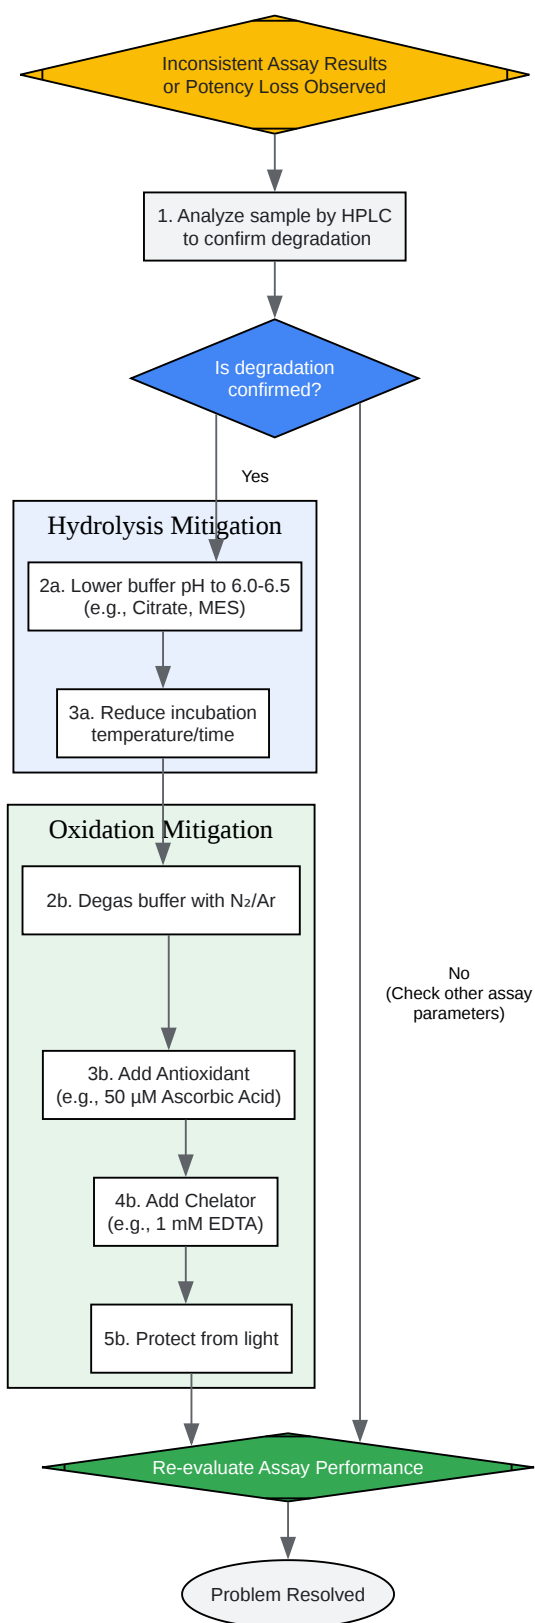 Inconsistent Assay Results
or Potency Loss Observed
1. Analyze sample by HPLC
to confirm degradation
Is degradation
confirmed?
Yes
Hydrolysis Mitigation
2a. Lower buffer pH to 6.0-6.5
(e.g., Citrate, MES)
3a. Reduce incubation
temperature/time
Oxidation Mitigation
2b. Degas buffer with N₂/Ar
No
(Check other assay
parameters)
3b. Add Antioxidant
(e.g., 50 µM Ascorbic Acid)
4b. Add Chelator
(e.g., 1 mM EDTA)
5b. Protect from light
Re-evaluate Assay Performance
Problem Resolved